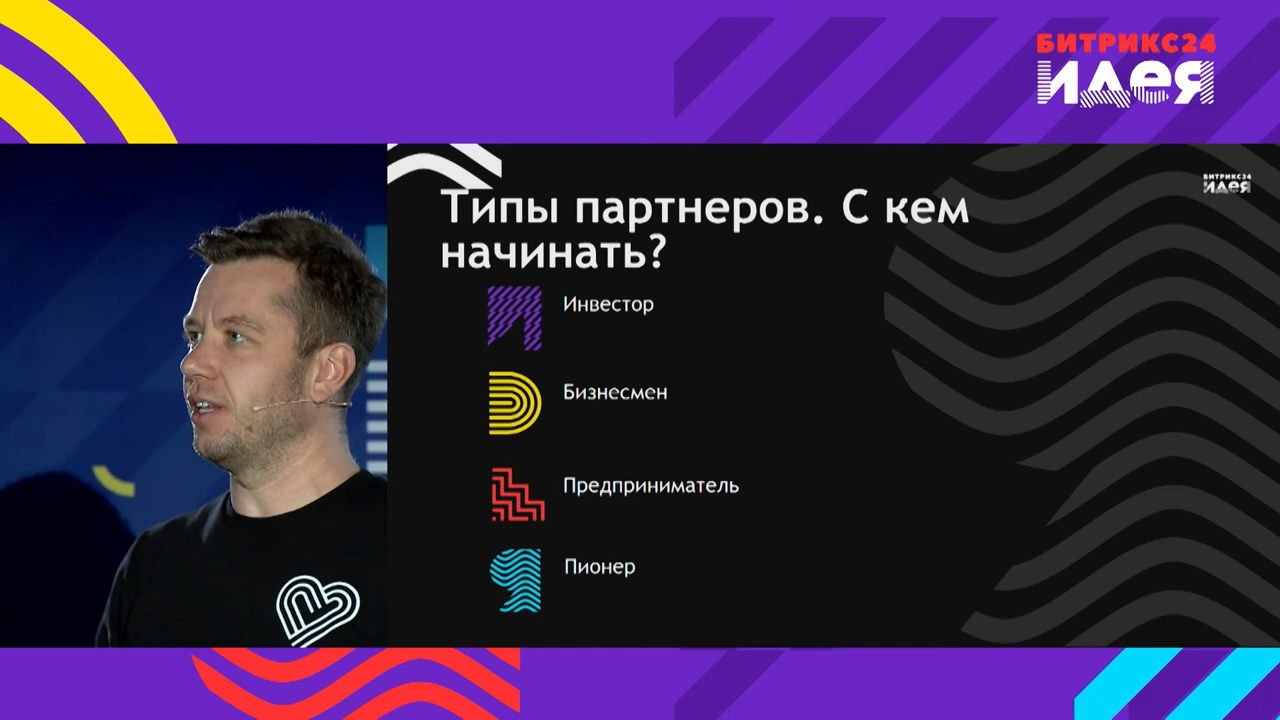 БИТРИКС24
ИДЕЯ
БИТРИКС24
ИДЕЯ
Типы партнеров. С кем
начинать?
Инвестор
Бизнесмен
Предприниматель
Пионер